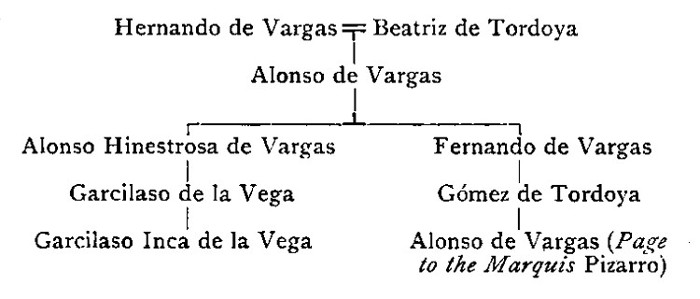 Hernando de Vargas = Beatriz de Tordoya
Alonso de Vargas
Alonso Hinestrosa de Vargas Fernando de Vargas
Garcilaso de la Vega Gómez de Tordoya
Garcilaso Inca de la Vega Alonso de Vargas (Page
to the Marquis Pizarro)